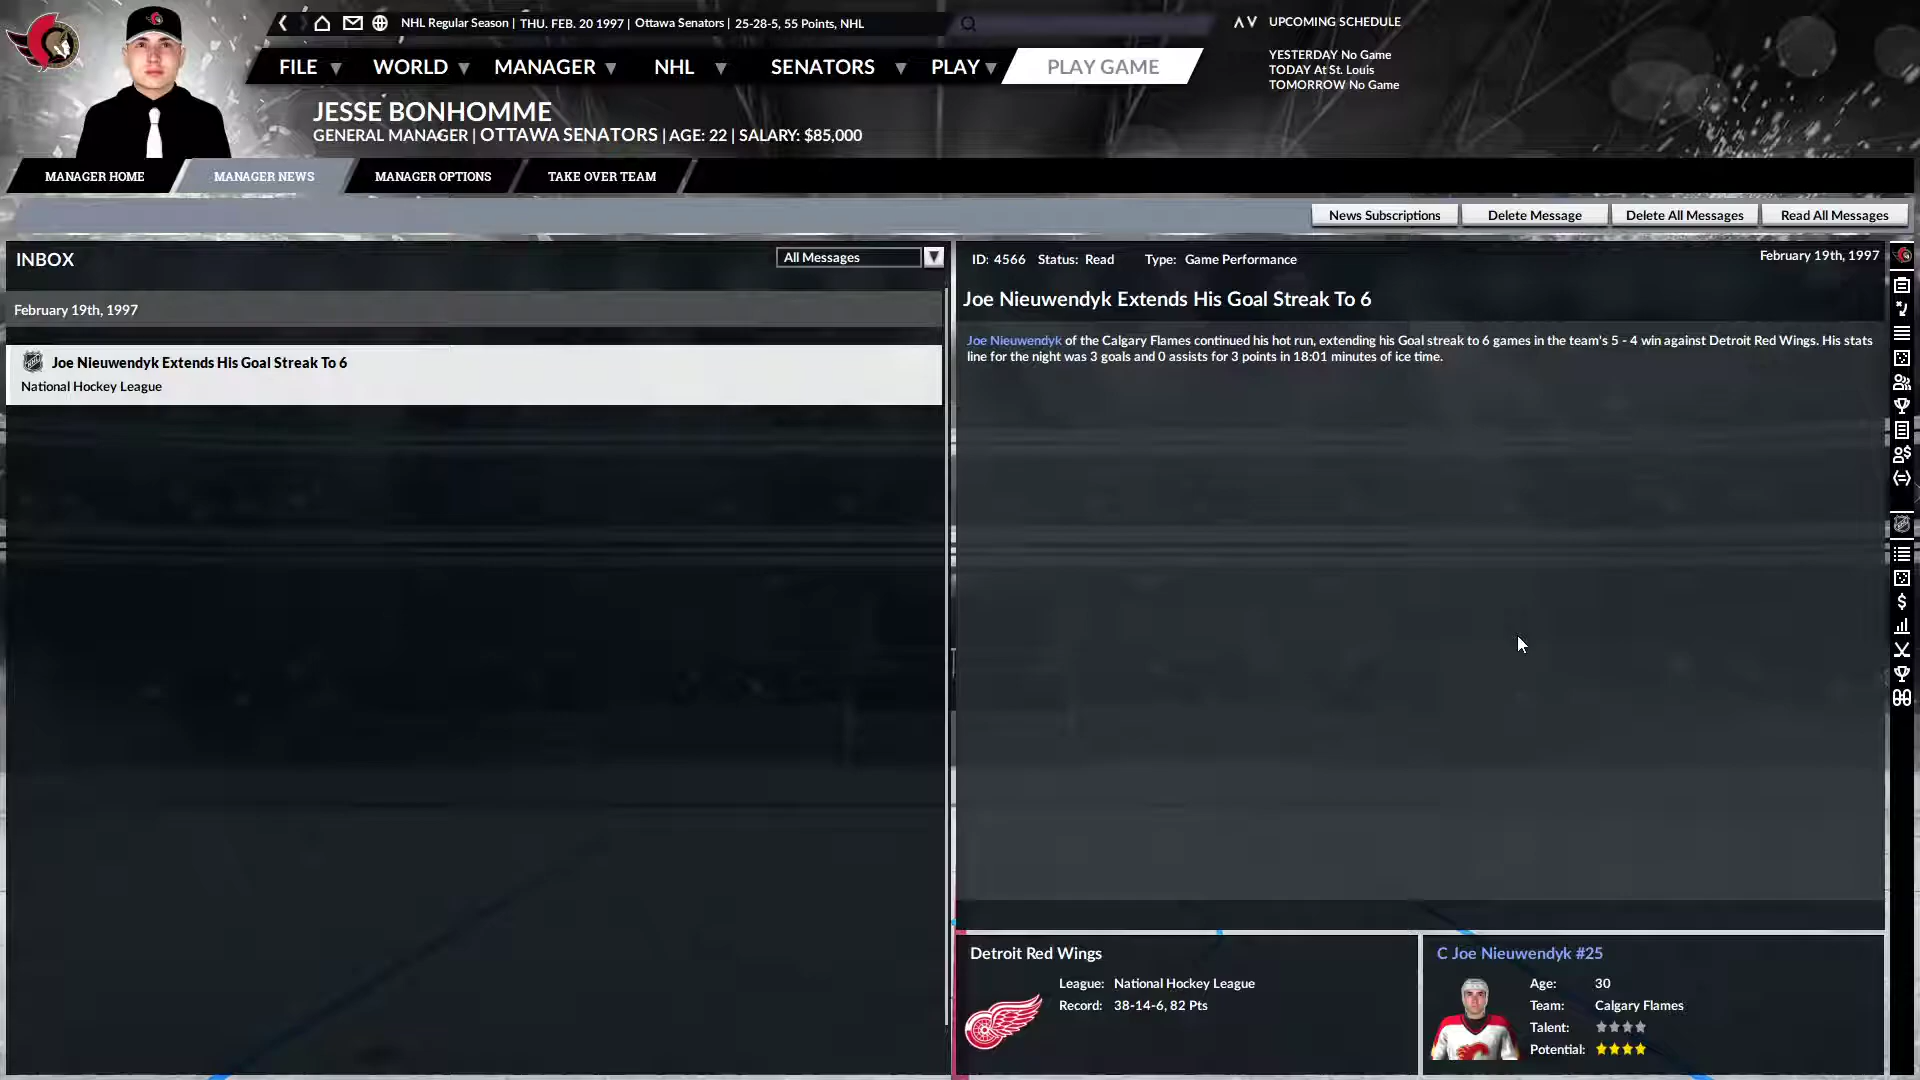 NHL Regular Season | THU. FEB. 20 1997 | Ottawa Senators | 25-28-5, 55 Points, NHL
UPCOMING SCHEDULE
YESTERDAY No Game
TODAY At St. Louis
TOMORROW No Game
FILE WORLD MANAGER NHL SENATORS PLAY PLAY GAME
JESSE BONHOMME
GENERAL MANAGER | OTTAWA SENATORS | AGE: 22 | SALARY: $85,000
MANAGER HOME MANAGER NEWS MANAGER OPTIONS TAKE OVER TEAM
News Subscriptions Delete Message Delete All Messages Read All Messages
INBOX All Messages
February 19th, 1997
Joe Nieuwendyk Extends His Goal Streak To 6
National Hockey League
ID: 4566 Status: Read Type: Game Performance February 19th, 1997
Joe Nieuwendyk Extends His Goal Streak To 6
Joe Nieuwendyk of the Calgary Flames continued his hot run, extending his Goal streak to 6 games in the team's 5 - 4 win against Detroit Red Wings. His stats
line for the night was 3 goals and 0 assists for 3 points in 18:01 minutes of ice time.
Detroit Red Wings
League: National Hockey League
Record: 38-14-6, 82 Pts
C Joe Nieuwendyk #25
Age: 30
Team: Calgary Flames
Talent:
Potential: